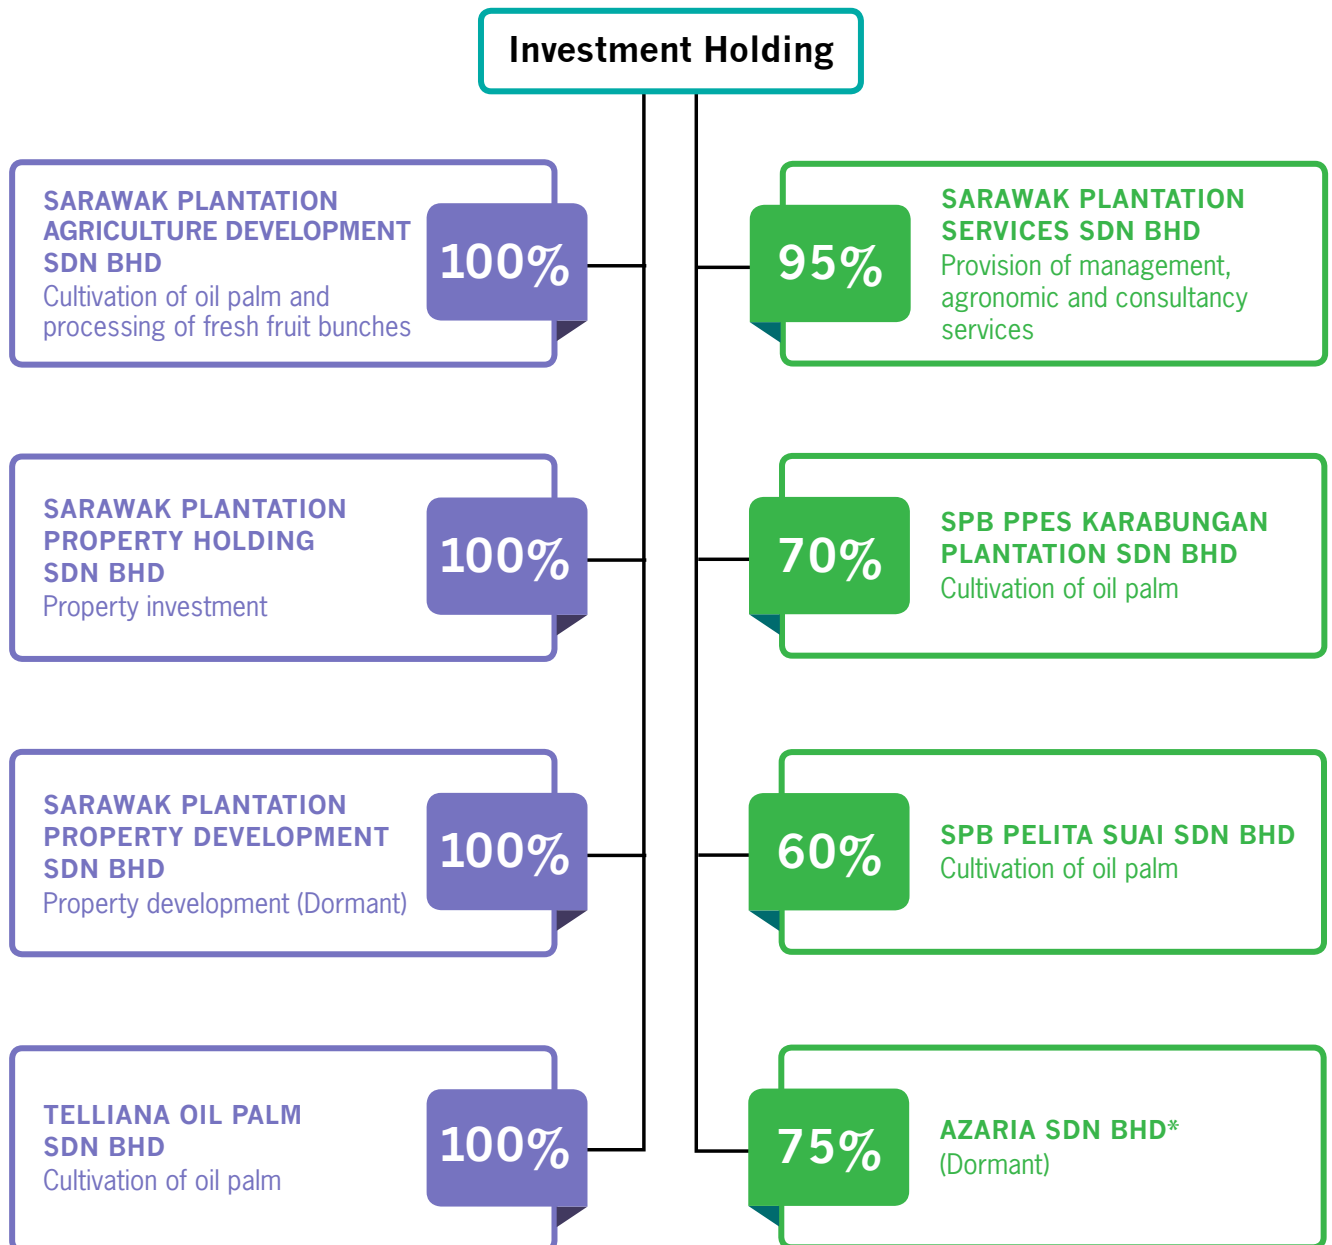 Investment Holding
SARAWAK PLANTATION
AGRICULTURE DEVELOPMENT
SDN BHD
Cultivation of oil palm and
processing of fresh fruit bunches
100%
SARAWAK PLANTATION
PROPERTY HOLDING
SDN BHD
Property investment
100%
SARAWAK PLANTATION
PROPERTY DEVELOPMENT
SDN BHD
Property development (Dormant)
100%
TELLIANA OIL PALM
SDN BHD
Cultivation of oil palm
100%
95%
SARAWAK PLANTATION
SERVICES SDN BHD
Provision of management,
agronomic and consultancy
services
70%
SPB PPES KARABUNGAN
PLANTATION SDN BHD
Cultivation of oil palm
60%
SPB PELITA SUAI SDN BHD
Cultivation of oil palm
75%
AZARIA SDN BHD*
(Dormant)